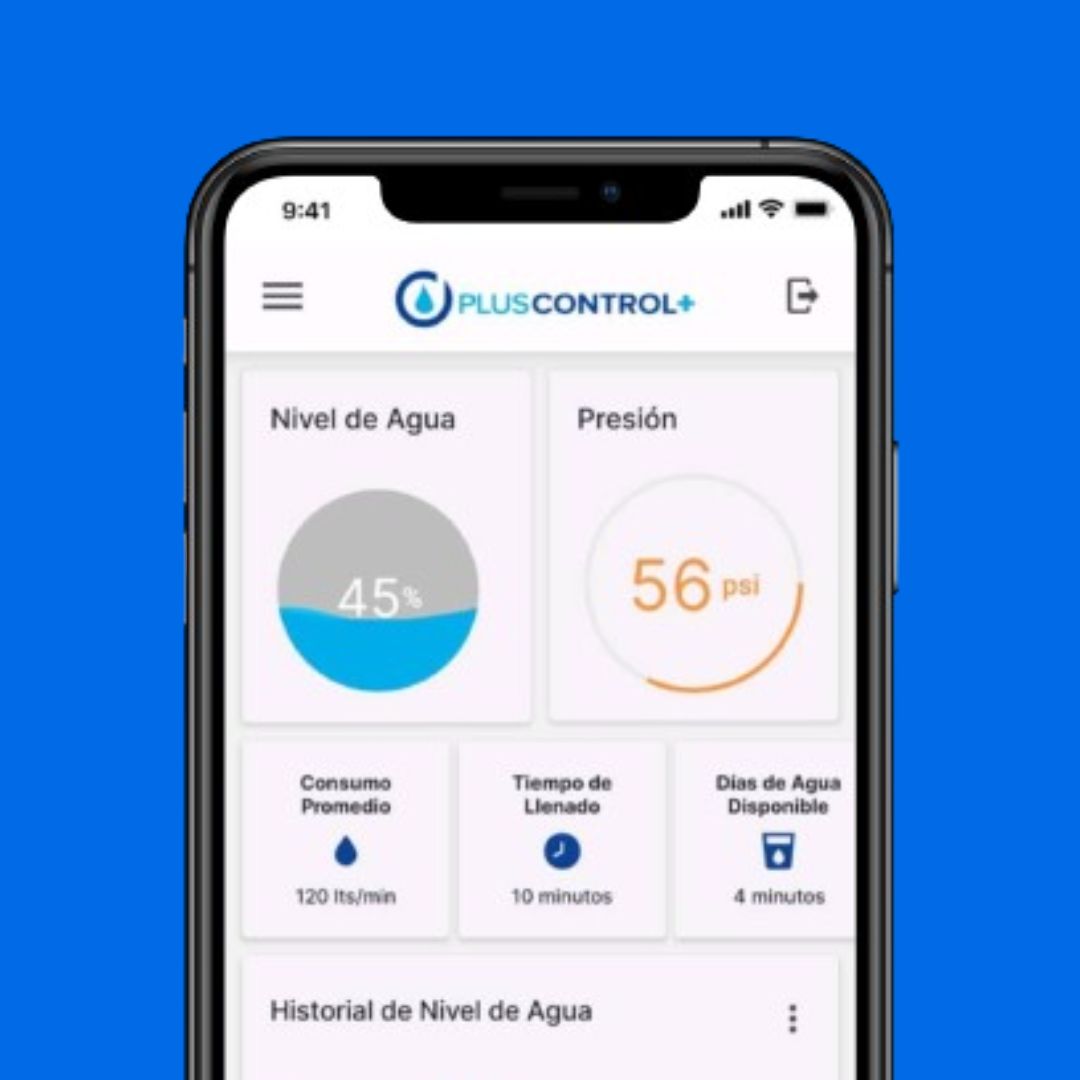 9:41
PLUSCONTROL+
Nivel de Agua
Presión
45%
56 psi
Consumo
Promedio
120 lts/min
Tiempo de
Llenado
10 minutos
Días de Agua
Disponible
4 minutos
Historial de Nivel de Agua